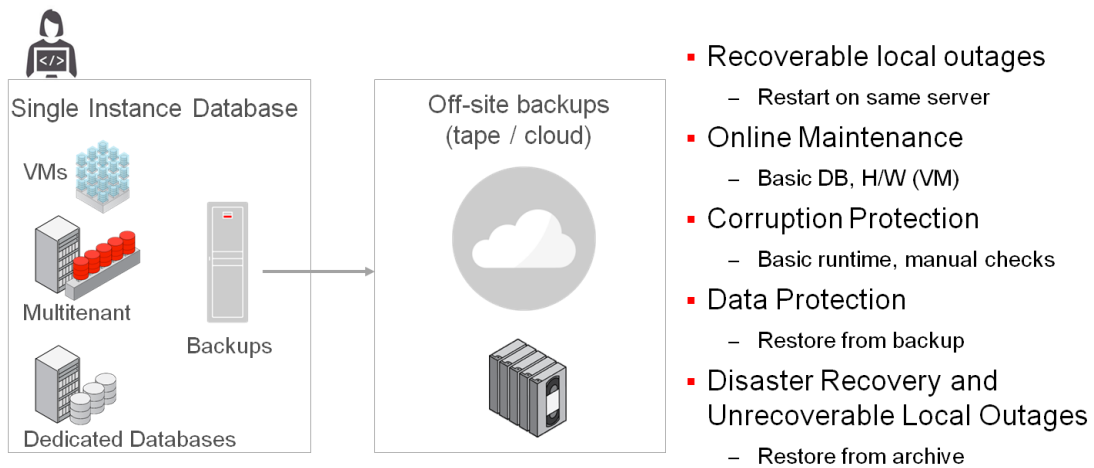 </>
Single Instance Database
VMs
Multitenant
Backups
Dedicated Databases
Off-site backups
(tape / cloud)
▪ Recoverable local outages
– Restart on same server
▪ Online Maintenance
– Basic DB, H/W (VM)
▪ Corruption Protection
– Basic runtime, manual checks
▪ Data Protection
– Restore from backup
▪ Disaster Recovery and
Unrecoverable Local Outages
– Restore from archive